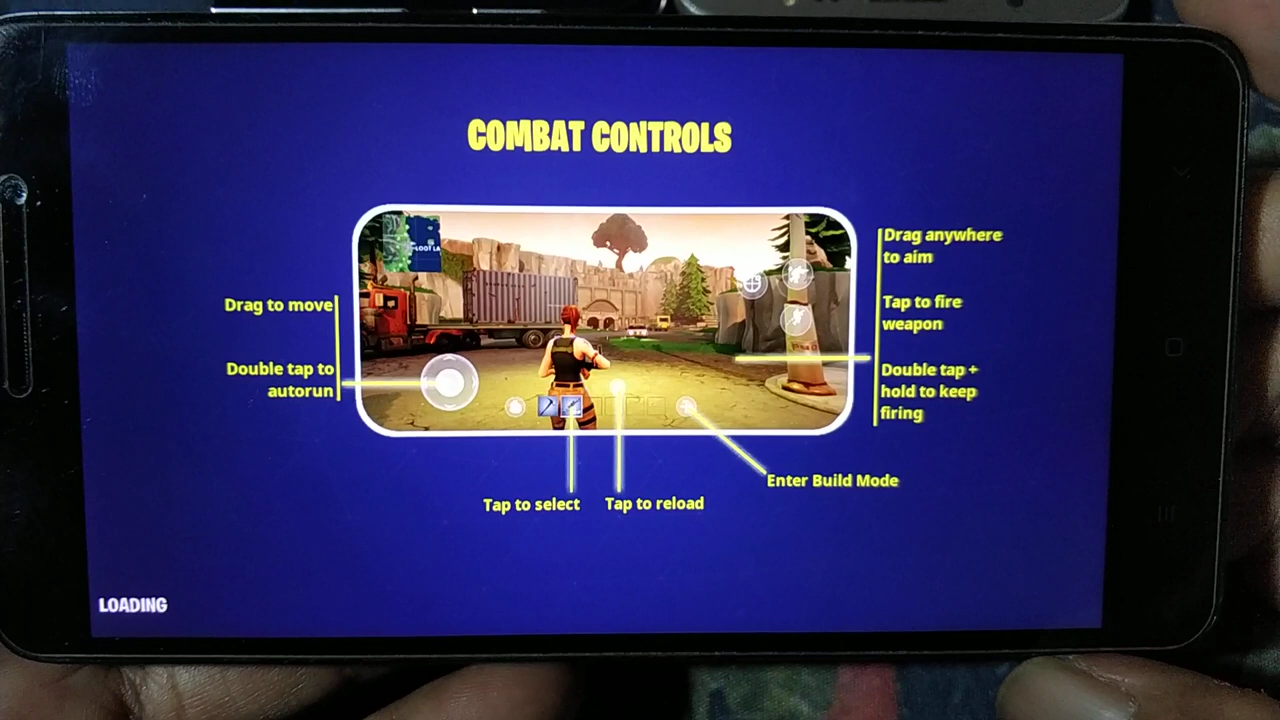 COMBAT CONTROLS
Drag to move
Double tap to
autorun
Drag anywhere
to aim
Tap to fire
weapon
Double tap +
hold to keep
firing
Tap to select
Tap to reload
Enter Build Mode
LOADING